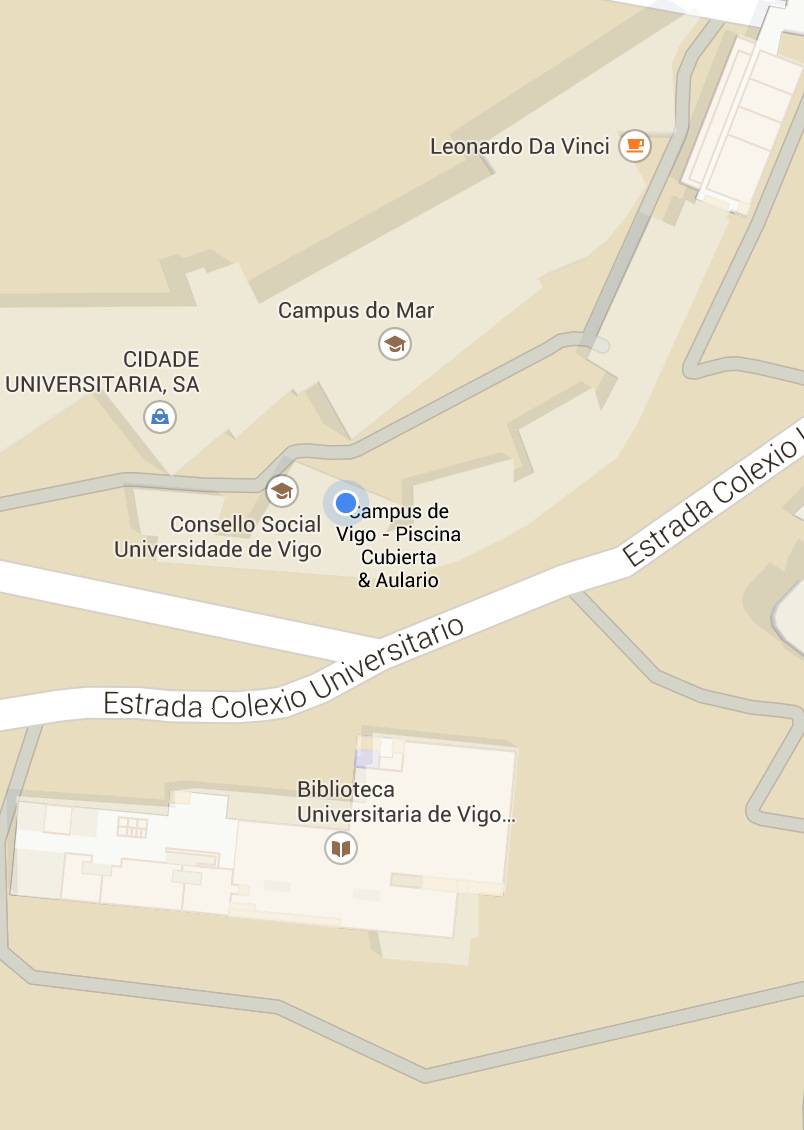 Leonardo Da Vinci
Campus do Mar
CIDADE
UNIVERSITARIA, SA
Consello Social
Universidade de Vigo
Campus de
Vigo - Piscina
Cubierta
& Aulario
Estrada Colexio
Estrada Colexio Universitario
Biblioteca
Universitaria de Vigo...